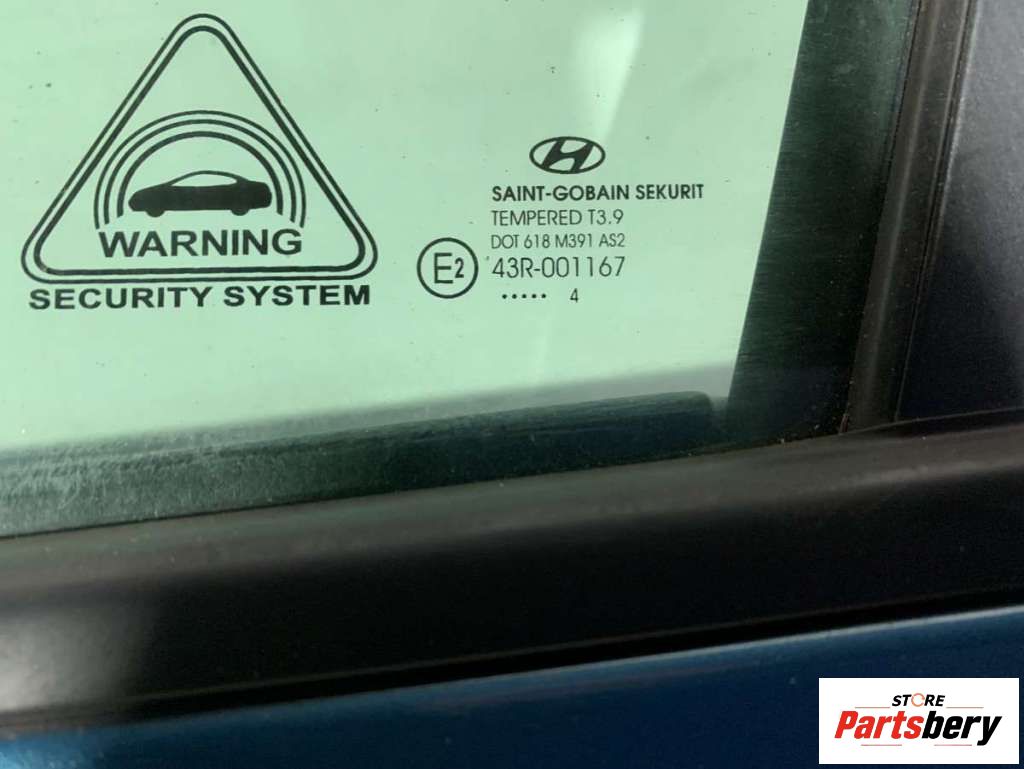 WARNING
SECURITY SYSTEM
SAINT-GOBAIN SEKURIT
TEMPERED T3.9
DOT 618 M391 AS2
E2
43R-001167
..... 4
STORE
Partsbery